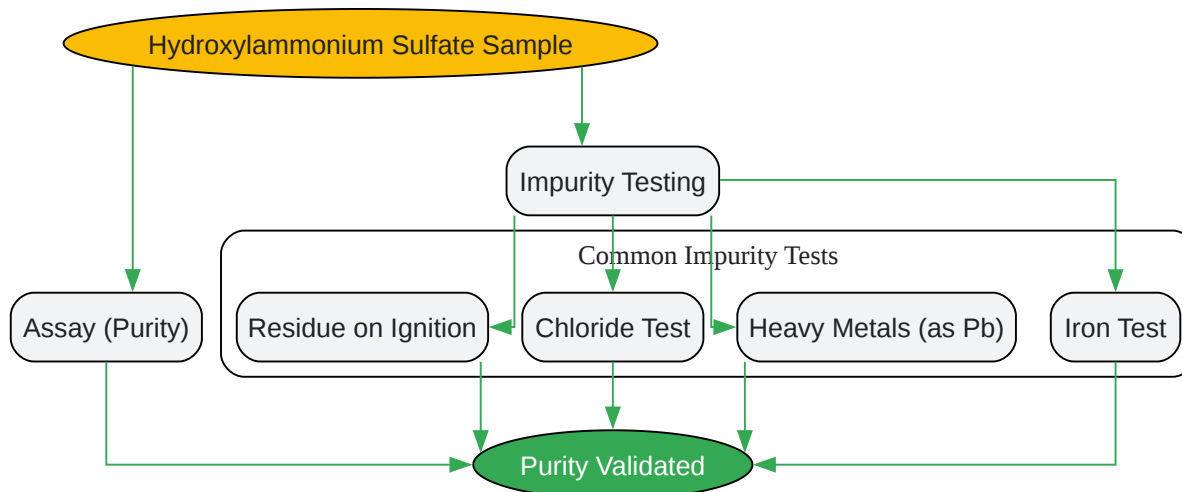 Hydroxylammonium Sulfate Sample
Impurity Testing
Common Impurity Tests
Assay (Purity)
Residue on Ignition
Chloride Test
Heavy Metals (as Pb)
Iron Test
Purity Validated